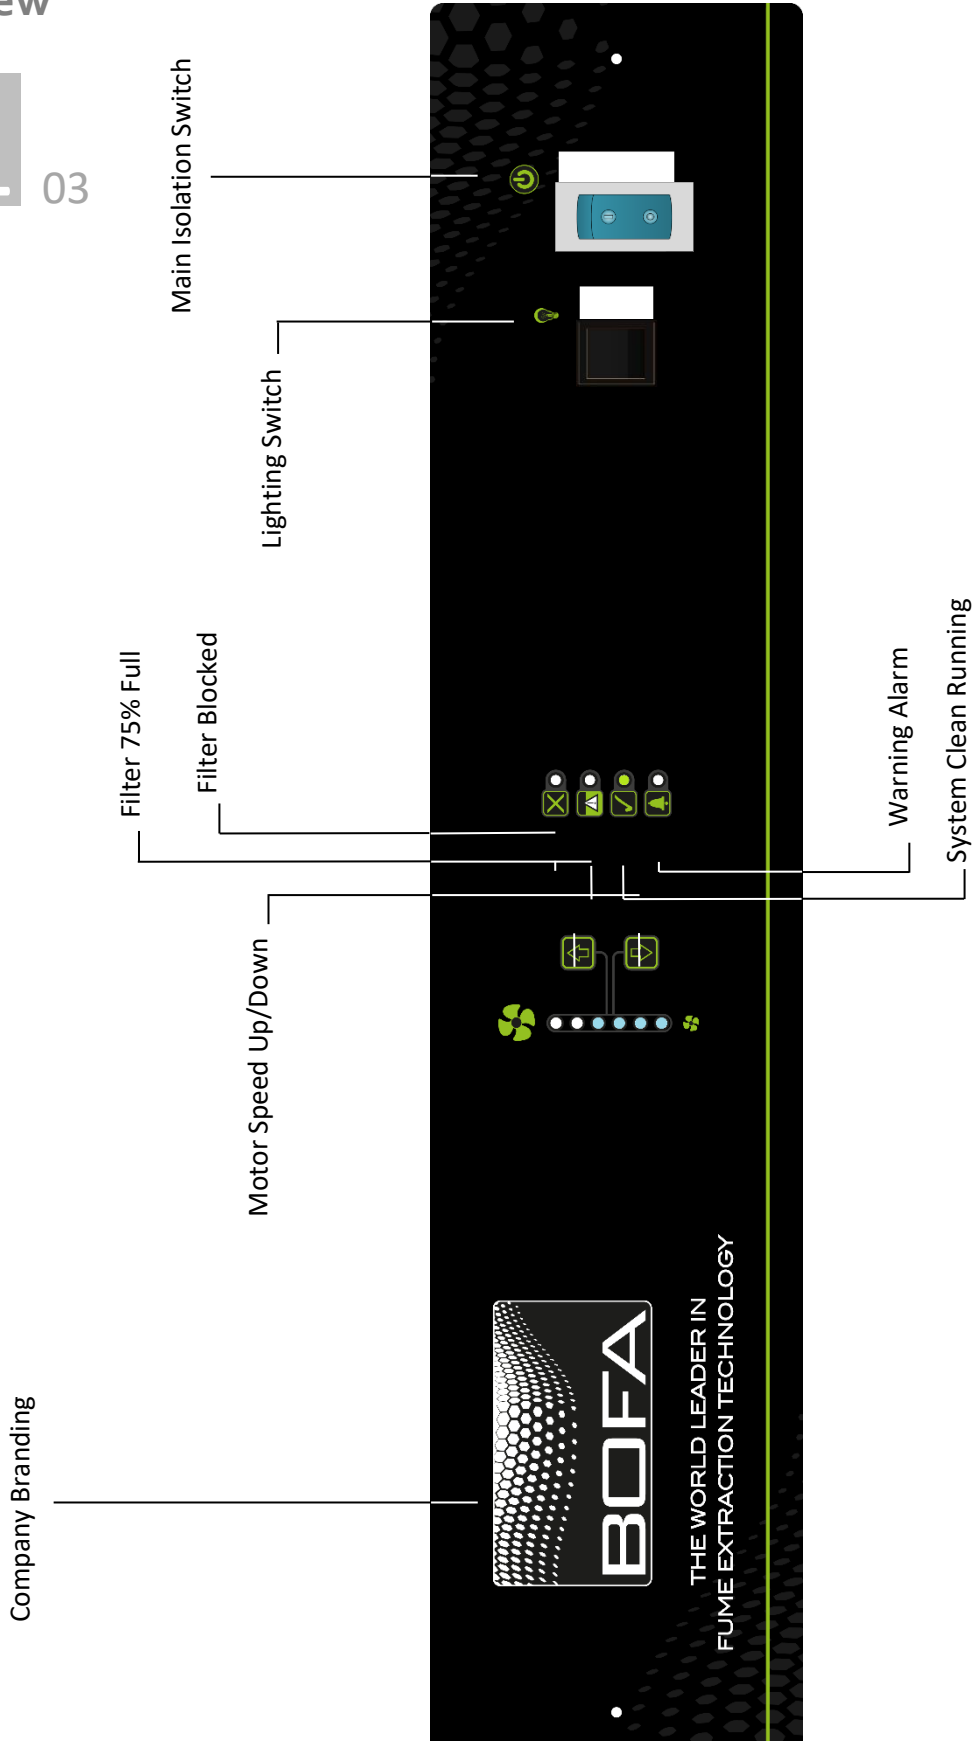 ew
03
Company Branding
Motor Speed Up/Down
Filter 75% Full
Filter Blocked
Lighting Switch
Main Isolation Switch
BOFA
THE WORLD LEADER IN
FUME EXTRACTION TECHNOLOGY
Warning Alarm
System Clean Running